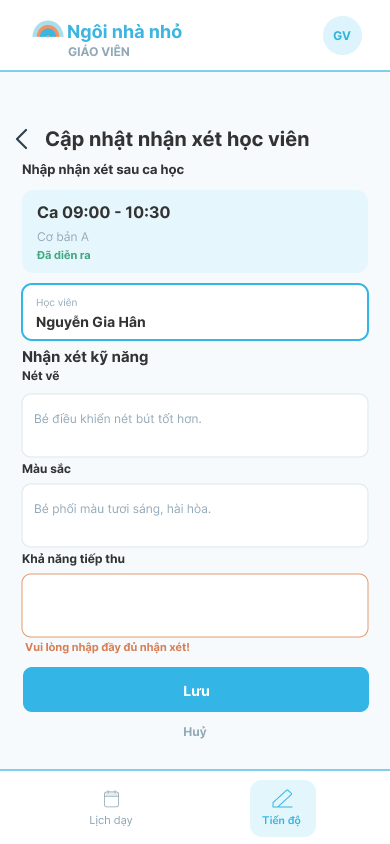 Ngôi nhà nhỏ
GIÁO VIÊN
GV
Cập nhật nhận xét học viên
Nhập nhận xét sau ca học
Ca 09:00 - 10:30
Cơ bản A
Đã diễn ra
Học viên
Nguyễn Gia Hân
Nhận xét kỹ năng
Nét vẽ
Bé điều khiển nét bút tốt hơn.
Màu sắc
Bé phối màu tươi sáng, hài hòa.
Khả năng tiếp thu
Vui lòng nhập đầy đủ nhận xét!
Lưu
Huỷ
Lịch dạy
Tiến độ